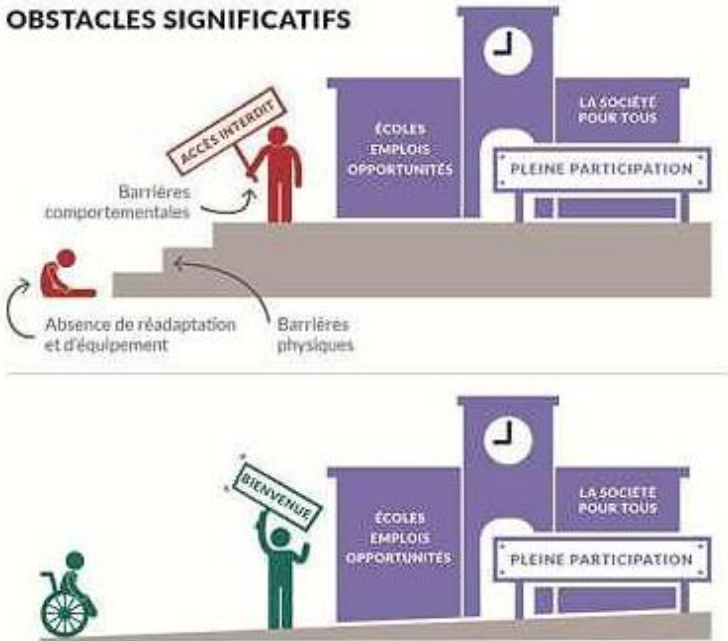 OBSTACLES SIGNIFICATIFS
ACCÈS INTERDIT
ÉCOLES
EMPLOIS
OPPORTUNITÉS
LA SOCIÉTÉ
POUR TOUS
PLEINE PARTICIPATION
Barrières
comportementales
Absence de réadaptation
et d'équipement
Barrières
physiques
BIENVENUE
ÉCOLES
EMPLOIS
OPPORTUNITÉS
LA SOCIÉTÉ
POUR TOUS
PLEINE PARTICIPATION